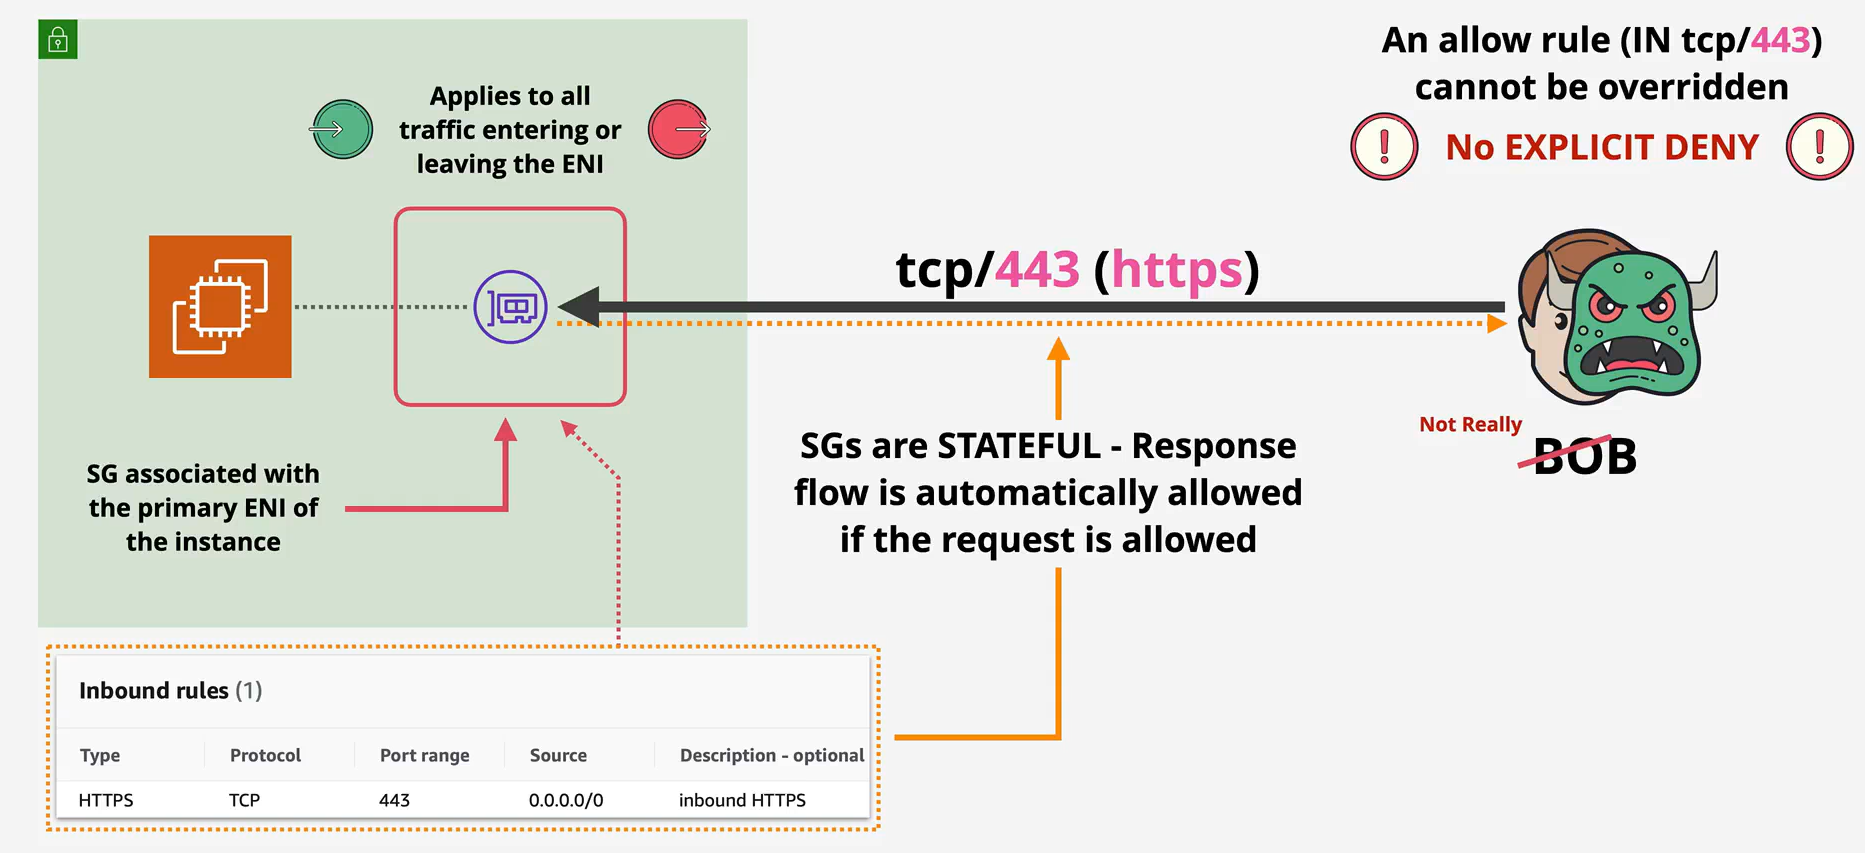 An allow rule (IN tcp/443)
cannot be overridden
No EXPLICIT DENY
Applies to all
traffic entering or
leaving the ENI
tcp/443 (https)
Not Really
BOB
SGs are STATEFUL - Response
flow is automatically allowed
if the request is allowed
SG associated with
the primary ENI of
the instance
Inbound rules (1)
Type Protocol Port range Source Description - optional
HTTPS TCP 443 0.0.0.0/0 inbound HTTPS